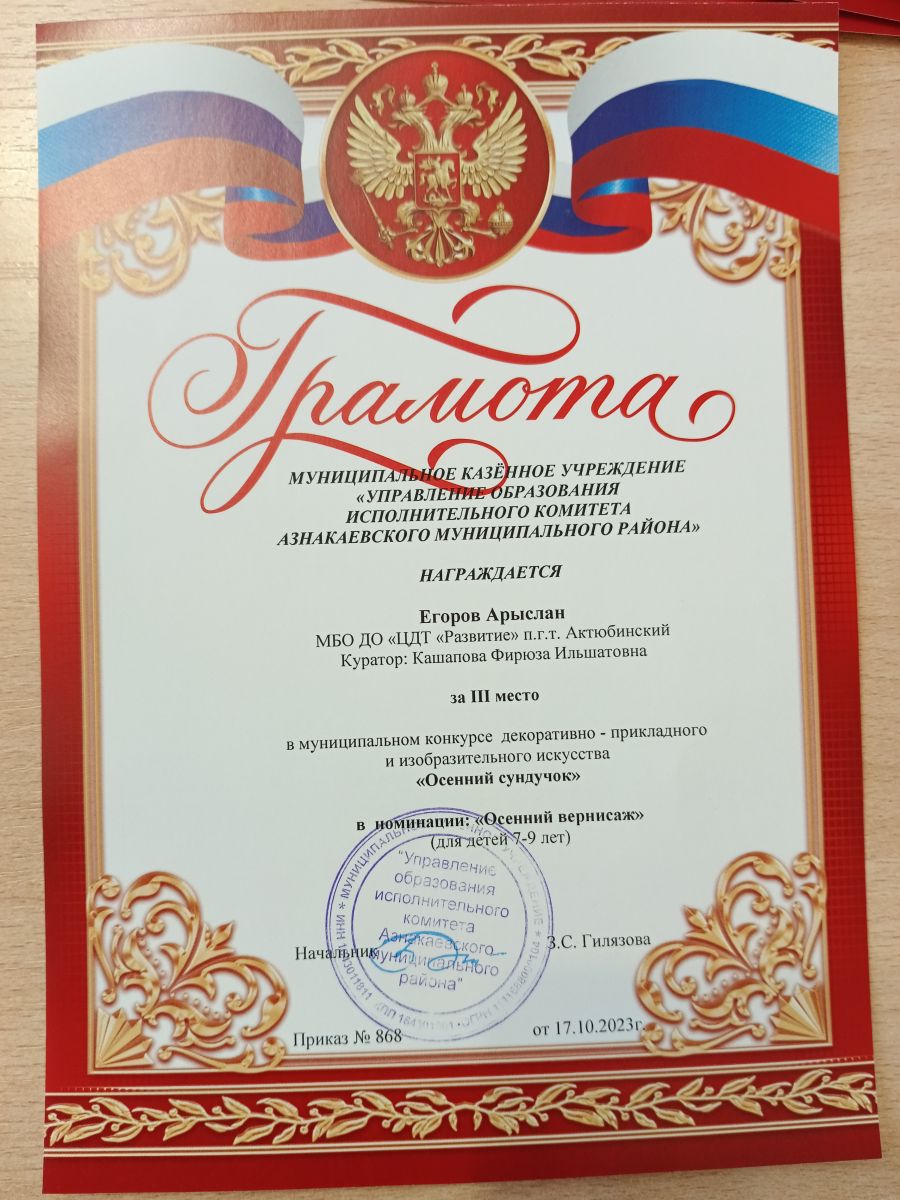 Грамота
МУНИЦИПАЛЬНОЕ КАЗЁННОЕ УЧРЕЖДЕНИЕ
«УПРАВЛЕНИЕ ОБРАЗОВАНИЯ
ИСПОЛНИТЕЛЬНОГО КОМИТЕТА
АЗНАКАЕВСКОГО МУНИЦИПАЛЬНОГО РАЙОНА»
НАГРАЖДАЕТСЯ
Егоров Арыслан
МБО ДО «ЦДТ «Развитие» п.г.т. Актюбинский
Куратор: Кашапова Фирюза Ильшатовна
за III место
в муниципальном конкурсе декоративно - прикладного
и изобразительного искусства
«Осенний сундучок»
в номинации: «Осенний вернисаж»
(для детей 7-9 лет)
"Управление
образования
исполнительного
комитета
Азнакаевского
муниципального
района"
Начальник З.С. Гилязова
Приказ № 868 от 17.10.2023г.